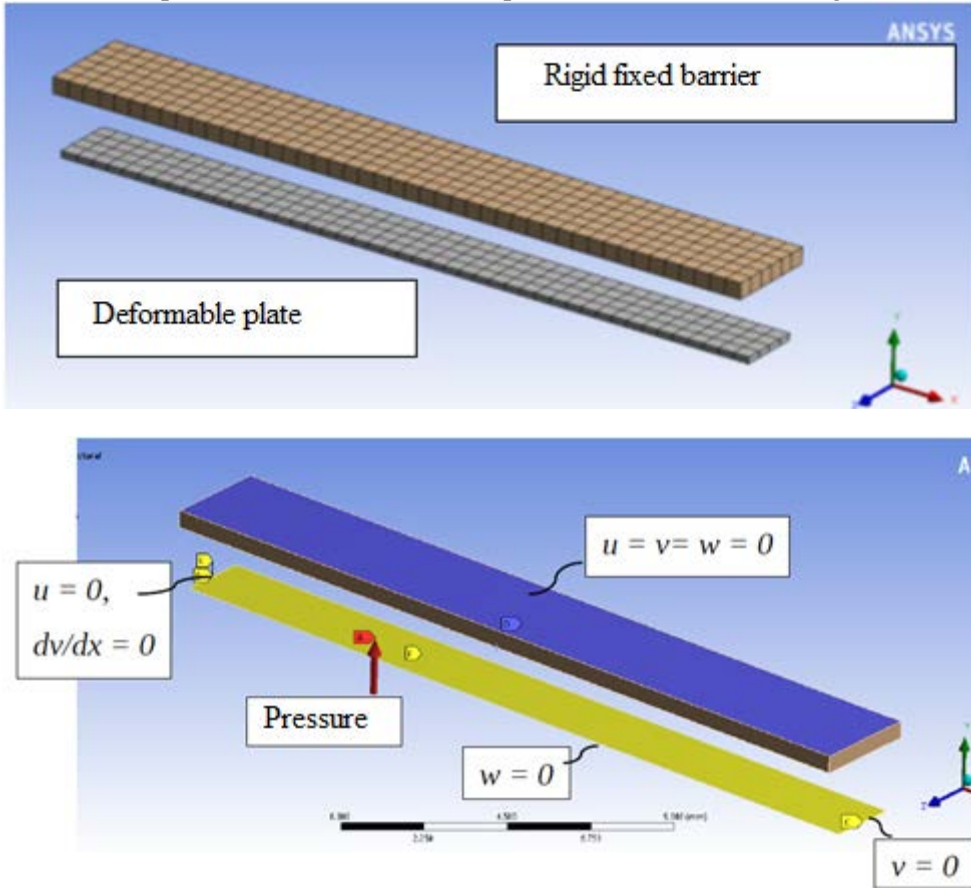 ANSYS
Rigid fixed barrier
Deformable plate
Y
X
Z
A
u = v= w = 0
u = 0,
dv/dx = 0
Pressure
w = 0
v = 0